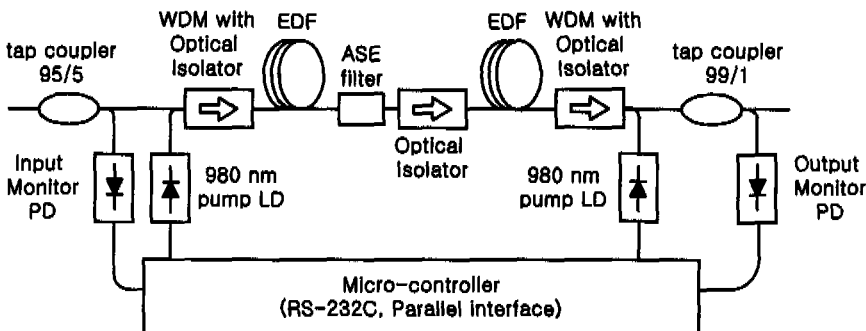 tap coupler
95/5
WDM with
Optical
Isolator
EDF
ASE
filter
Optical
Isolator
EDF
WDM with
Optical
Isolator
tap coupler
99/1
Input
Monitor
PD
980 nm
pump LD
980 nm
pump LD
Output
Monitor
PD
Micro-controller
(RS-232C, Parallel interface)